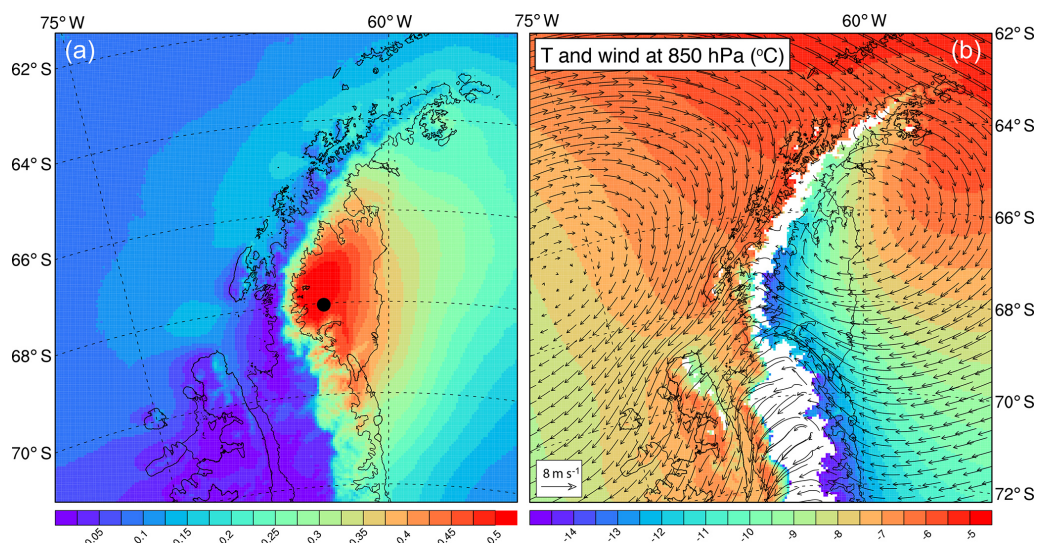 75°W 60°W 75°W 60°W
(a) T and wind at 850 hPa (°C) (b)
62°S 62°S
64°S 64°S
66°S 66°S
68°S 68°S
70°S 70°S
72°S
8 m s⁻¹
0.05 0.1 0.15 0.2 0.25 0.3 0.35 0.4 0.45 0.5
-14 -13 -12 -11 -10 -9 -8 -7 -6 -5